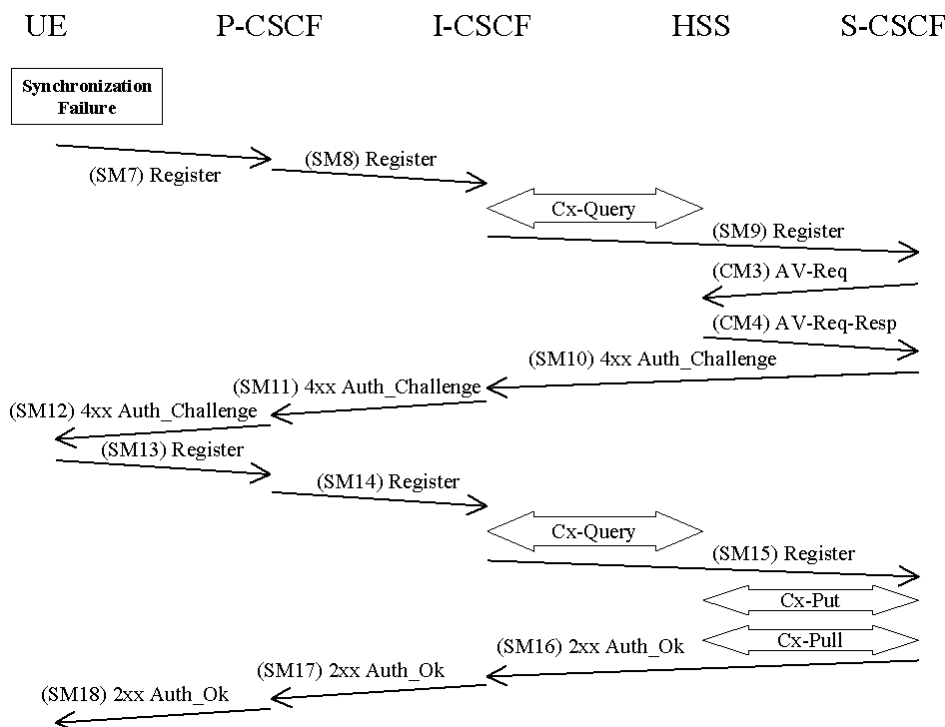 UE P-CSCF I-CSCF HSS S-CSCF
Synchronization
Failure
(SM7) Register
(SM8) Register
Cx-Query
(SM9) Register
(CM3) AV-Req
(CM4) AV-Req-Resp
(SM10) 4xx Auth_Challenge
(SM11) 4xx Auth_Challenge
(SM12) 4xx Auth_Challenge
(SM13) Register
(SM14) Register
Cx-Query
(SM15) Register
Cx-Put
Cx-Pull
(SM16) 2xx Auth_Ok
(SM17) 2xx Auth_Ok
(SM18) 2xx Auth_Ok